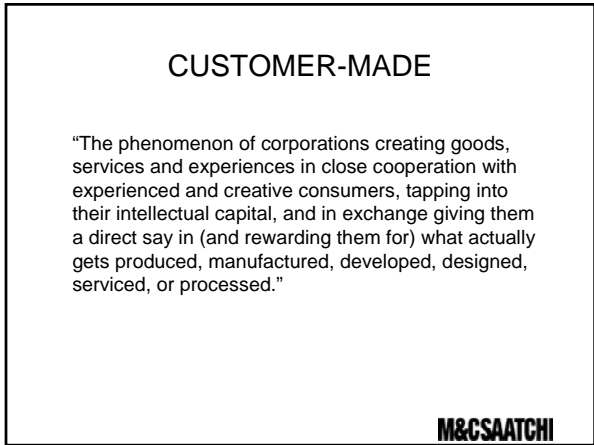 CUSTOMER-MADE
“The phenomenon of corporations creating goods,
services and experiences in close cooperation with
experienced and creative consumers, tapping into
their intellectual capital, and in exchange giving them
a direct say in (and rewarding them for) what actually
gets produced, manufactured, developed, designed,
serviced, or processed.”
M&CSAATCHI